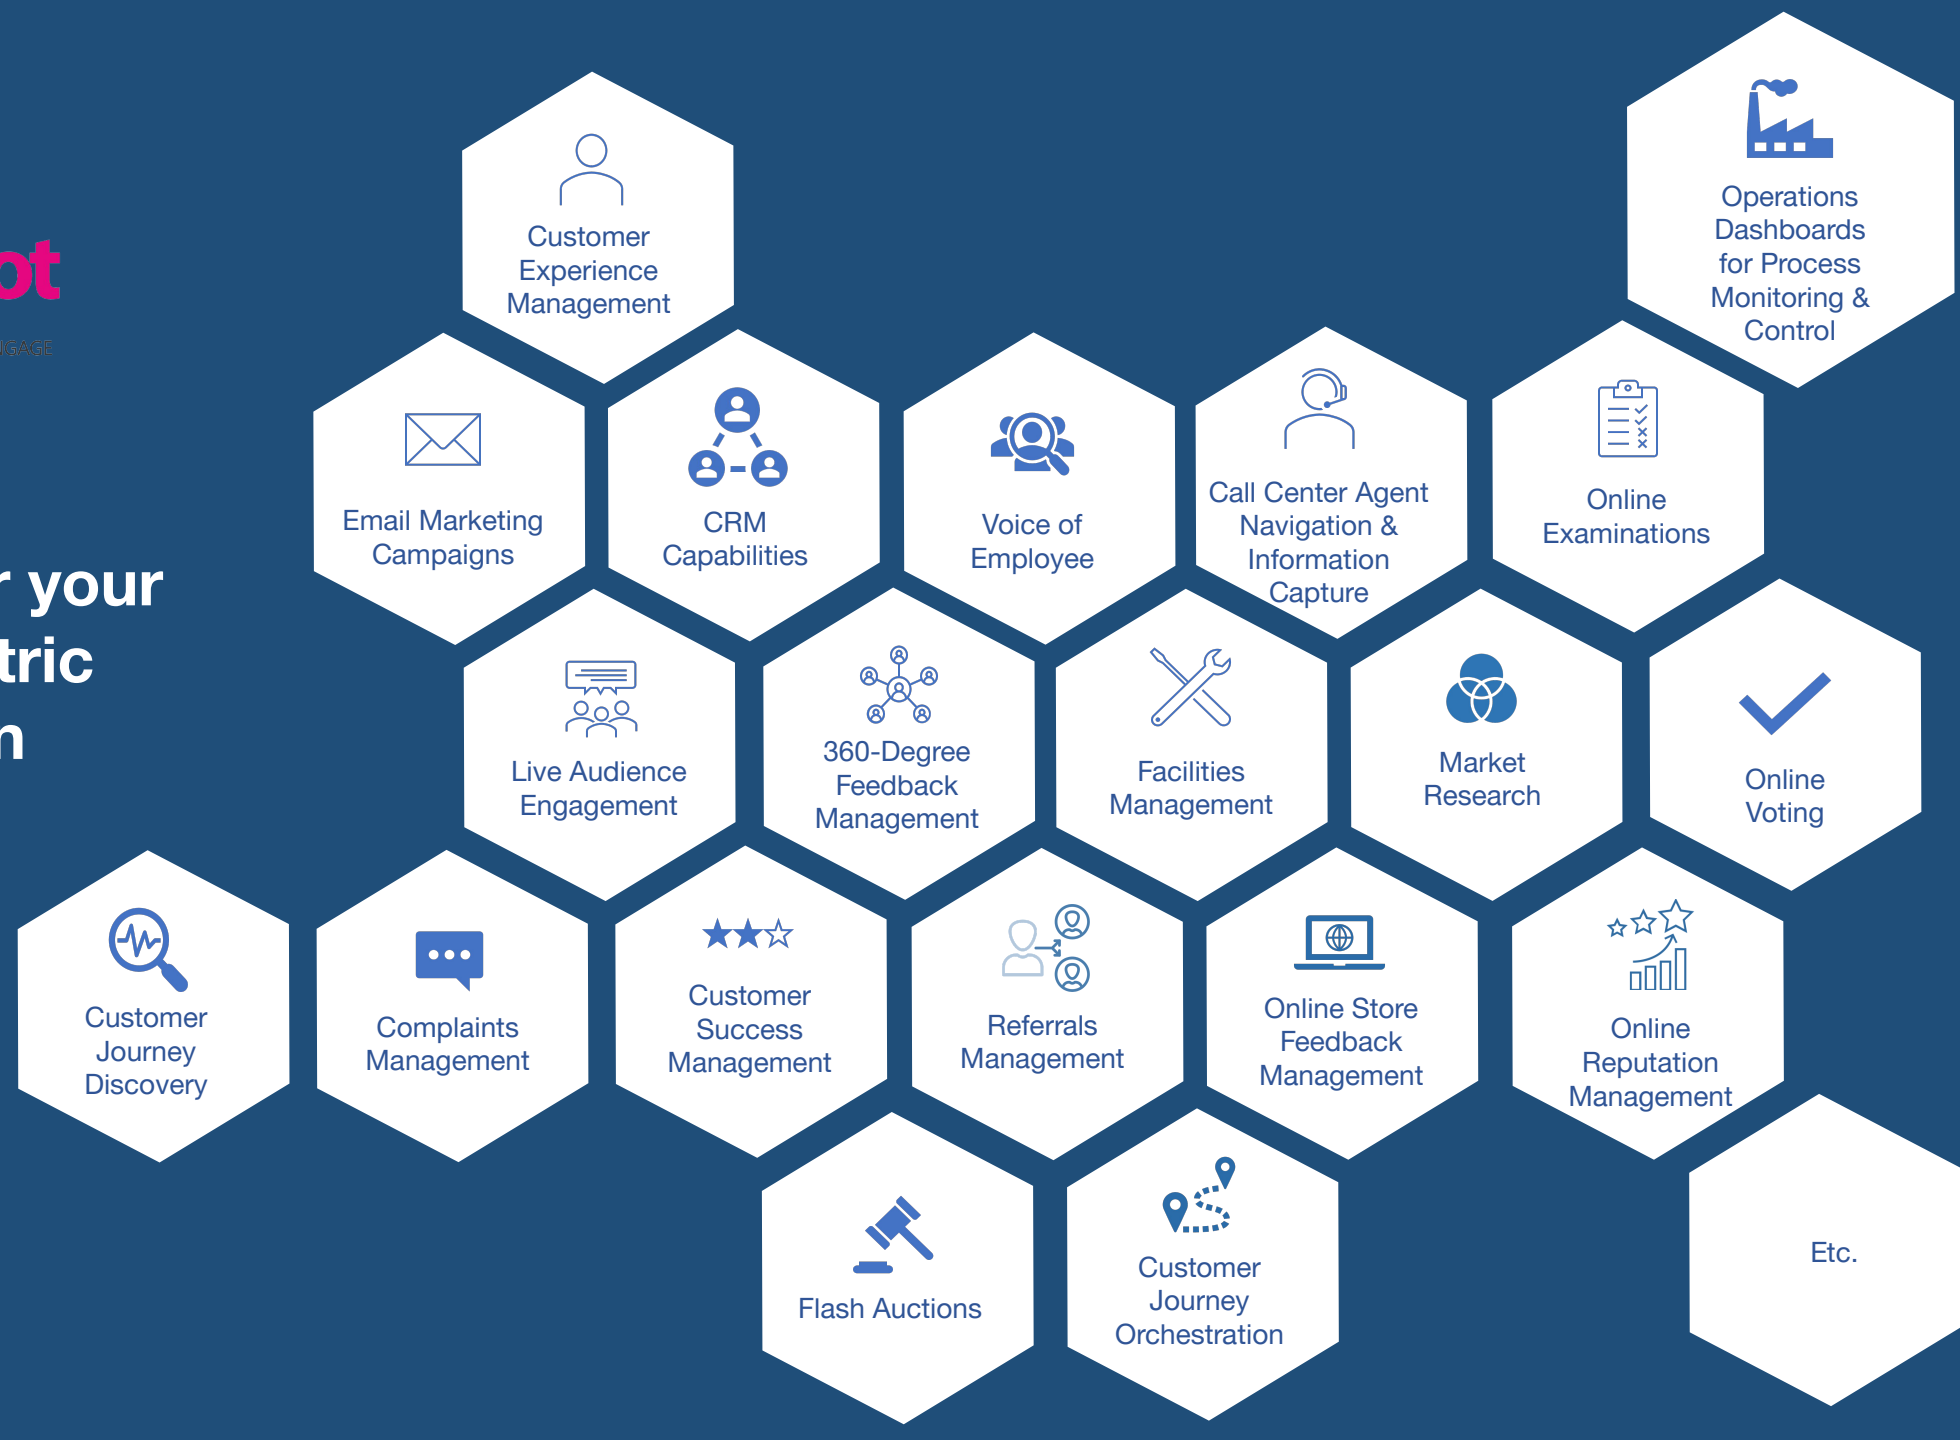 ot
NGAGE
r your
tric
n
Customer
Experience
Management
Operations
Dashboards
for Process
Monitoring &
Control
Email Marketing
Campaigns
CRM
Capabilities
Voice of
Employee
Call Center Agent
Navigation &
Information
Capture
Online
Examinations
Live Audience
Engagement
360-Degree
Feedback
Management
Facilities
Management
Market
Research
Online
Voting
Customer
Journey
Discovery
Complaints
Management
Customer
Success
Management
Referrals
Management
Online Store
Feedback
Management
Online
Reputation
Management
Flash Auctions
Customer
Journey
Orchestration
Etc.